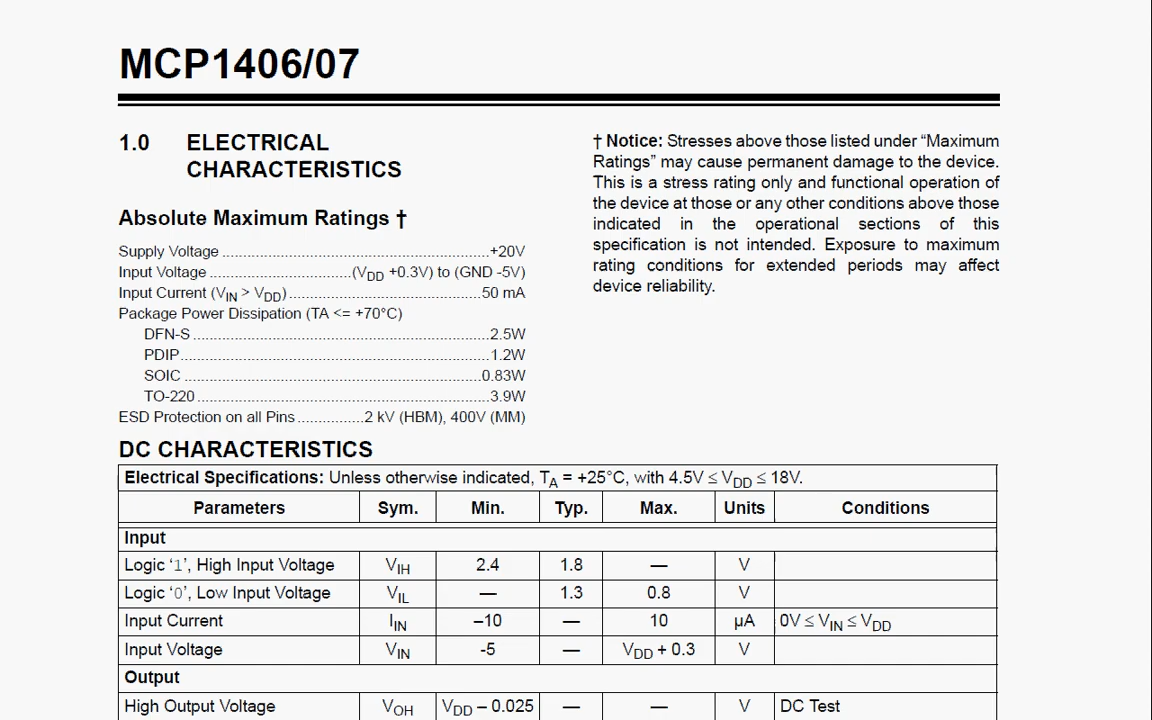 MCP1406/07
1.0 ELECTRICAL
CHARACTERISTICS
Absolute Maximum Ratings †
Supply Voltage ................................................................+20V
Input Voltage ..................................(VDD +0.3V) to (GND -5V)
Input Current (VIN > VDD)..............................................50 mA
Package Power Dissipation (TA <= +70°C)
DFN-S .......................................................................2.5W
PDIP..........................................................................1.2W
SOIC .......................................................................0.83W
TO-220 ......................................................................3.9W
ESD Protection on all Pins ................2 kV (HBM), 400V (MM)
† Notice: Stresses above those listed under “Maximum
Ratings” may cause permanent damage to the device.
This is a stress rating only and functional operation of
the device at those or any other conditions above those
indicated in the operational sections of this
specification is not intended. Exposure to maximum
rating conditions for extended periods may affect
device reliability.
DC CHARACTERISTICS
Electrical Specifications: Unless otherwise indicated, TA = +25°C, with 4.5V ≤ VDD ≤ 18V.
Parameters Sym. Min. Typ. Max. Units Conditions
Input
Logic ‘1’, High Input Voltage VIH 2.4 1.8 — V
Logic ‘0’, Low Input Voltage VIL — 1.3 0.8 V
Input Current IIN –10 — 10 µA 0V ≤ VIN ≤ VDD
Input Voltage VIN -5 — VDD + 0.3 V
Output
High Output Voltage VOH VDD – 0.025 — — V DC Test